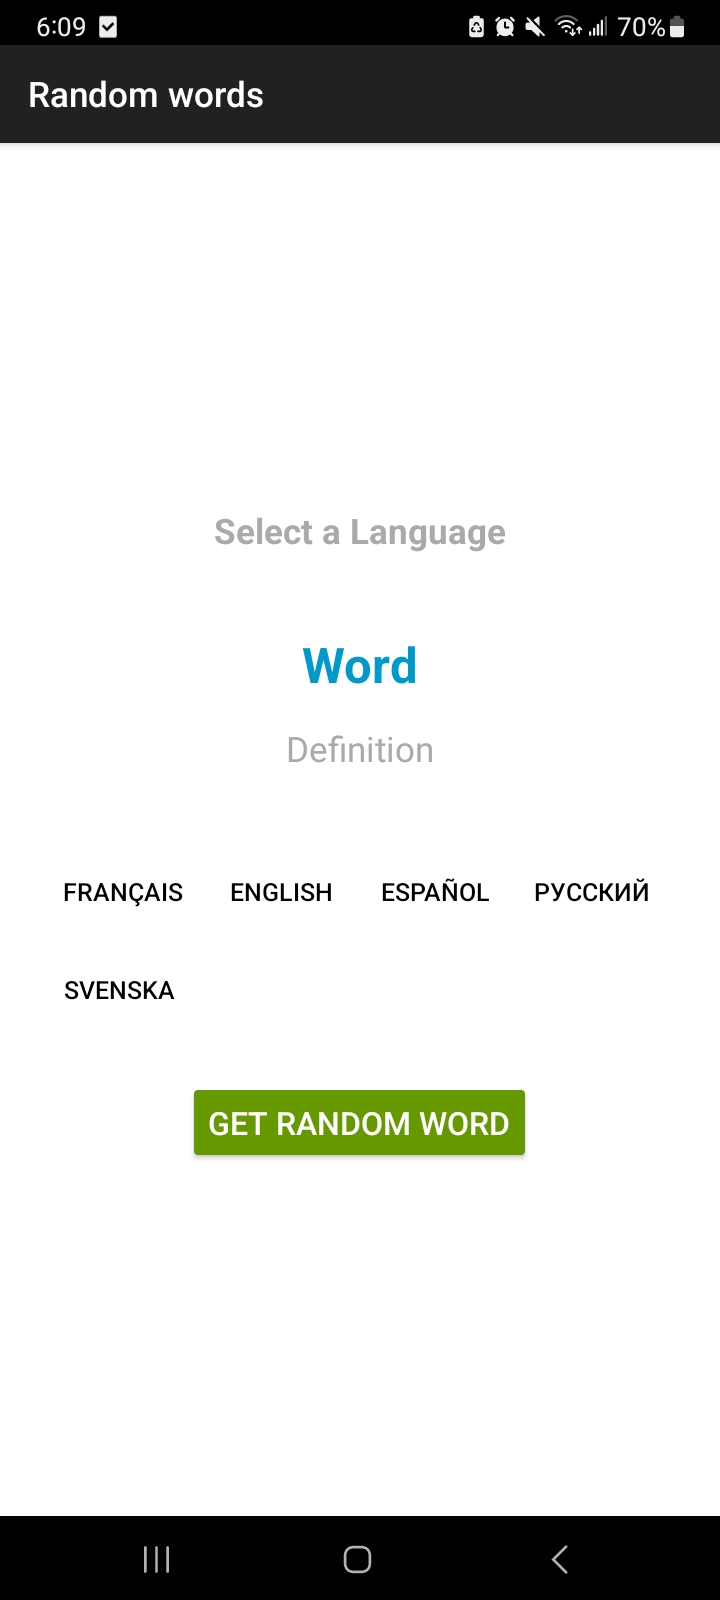 6:09 70%
Random words
Select a Language
Word
Definition
FRANÇAIS ENGLISH ESPAÑOL РУССКИЙ
SVENSKA
GET RANDOM WORD